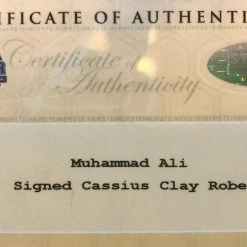 CERTIFICATE OF AUTHENTI
Certificate of
Authenticity
Muhammad Ali
Signed Cassius Clay Robe